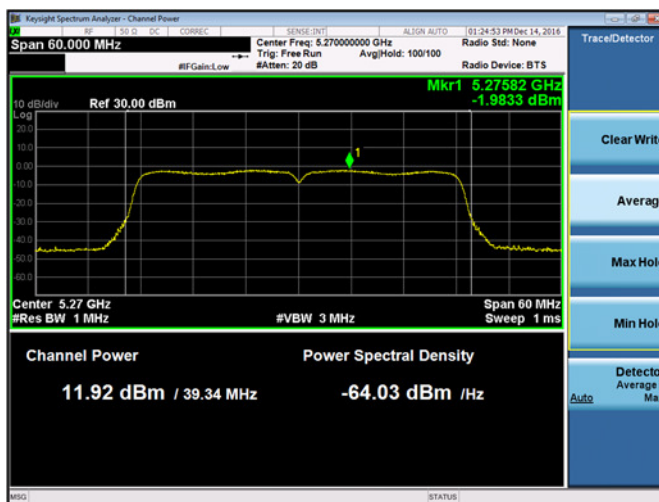 Keysight Spectrum Analyzer - Channel Power
RF 50 Ω DC CORREC SENSE:INT ALIGN AUTO 01:24:53 PM Dec 14, 2016
Span 60.000 MHz
Center Freq: 5.270000000 GHz
Radio Std: None
Trig: Free Run
Avg|Hold: 100/100
#IFGain:Low
#Atten: 20 dB
Radio Device: BTS
Trace/Detector
Mkr1 5.27582 GHz
-1.9833 dBm
10 dB/div
Ref 30.00 dBm
Log
20.0
10.0
0.00
-10.0
-20.0
-30.0
-40.0
-50.0
-60.0
1
Center 5.27 GHz
Span 60 MHz
#Res BW 1 MHz
#VBW 3 MHz
Sweep 1 ms
Channel Power
Power Spectral Density
11.92 dBm / 39.34 MHz
-64.03 dBm /Hz
Clear Writ
Averag
Max Hol
Min Hol
Detecto
Average
Auto
Ma
MSG
STATUS